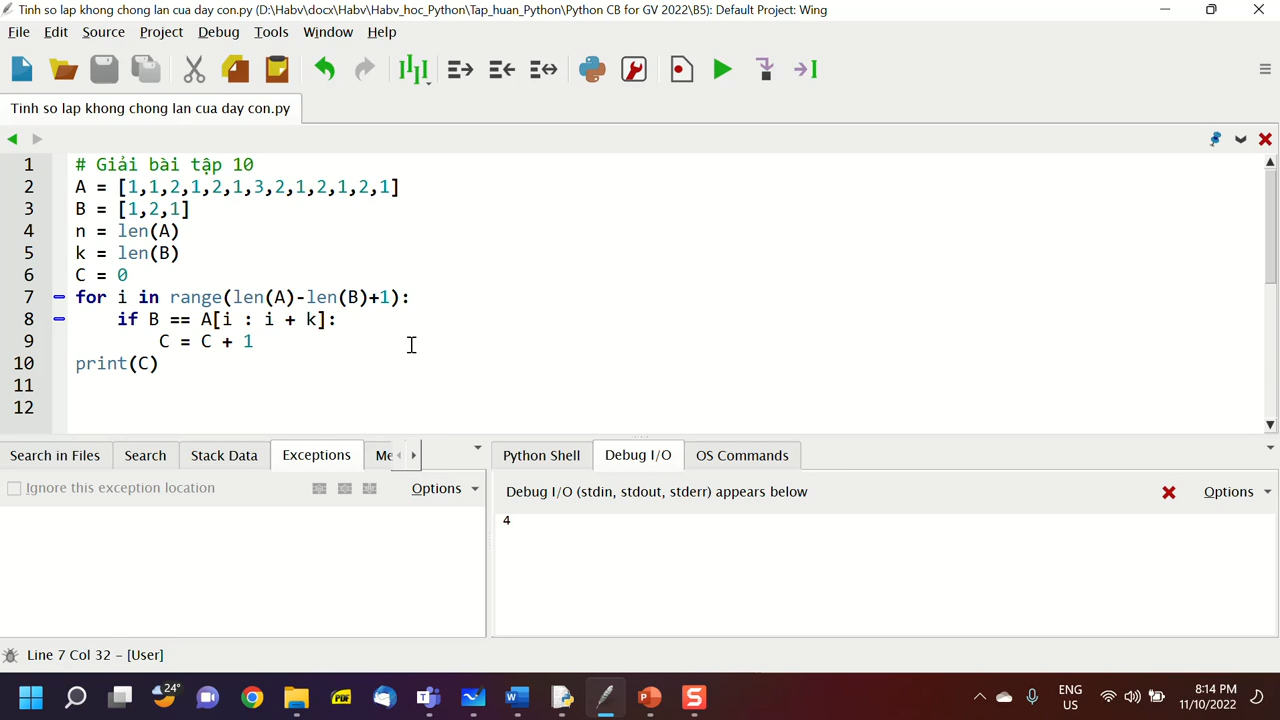 Tinh so lap khong chong lan cua day con.py (D:\Habv\docx\Habv\Habv_hoc_Python\Tap_huan_Python\Python CB for GV 2022\B5): Default Project: Wing
File Edit Source Project Debug Tools Window Help
Tinh so lap khong chong lan cua day con.py
1 # Giải bài tập 10
2 A = [1,1,2,1,2,1,3,2,1,2,1,2,1]
3 B = [1,2,1]
4 n = len(A)
5 k = len(B)
6 C = 0
7 for i in range(len(A)-len(B)+1):
8 if B == A[i : i + k]:
9 C = C + 1
10 print(C)
11
12
Search in Files Search Stack Data Exceptions Me Python Shell Debug I/O OS Commands
Ignore this exception location Options Debug I/O (stdin, stdout, stderr) appears below Options
4
Line 7 Col 32 – [User]
24° PDF ENG 8:14 PM
US 11/10/2022